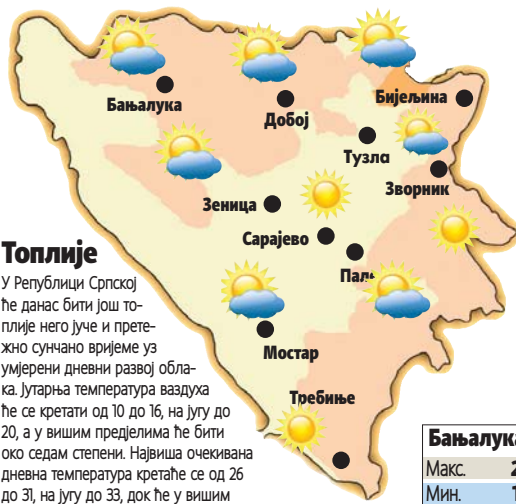 Бањалука
Добој
Бијељина
Тузла
Зворник
Зеница
Сарајево
Мостар
Требиње
Топлије
У Републици Српској
ће данас бити још то-
плије него јуче и прете-
жно сунчано вријеме уз
умјерени дневни развој обла-
ка. Јутарња температура ваздуха
ће се кретати од 10 до 16, на југу до
20, а у вишим предјелима ће бити
око седам степени. Највиша очекивана
дневна температура кретаће се од 26
до 31, на југу до 33, док ће у вишим
Бањалука
Макс.
Мин.